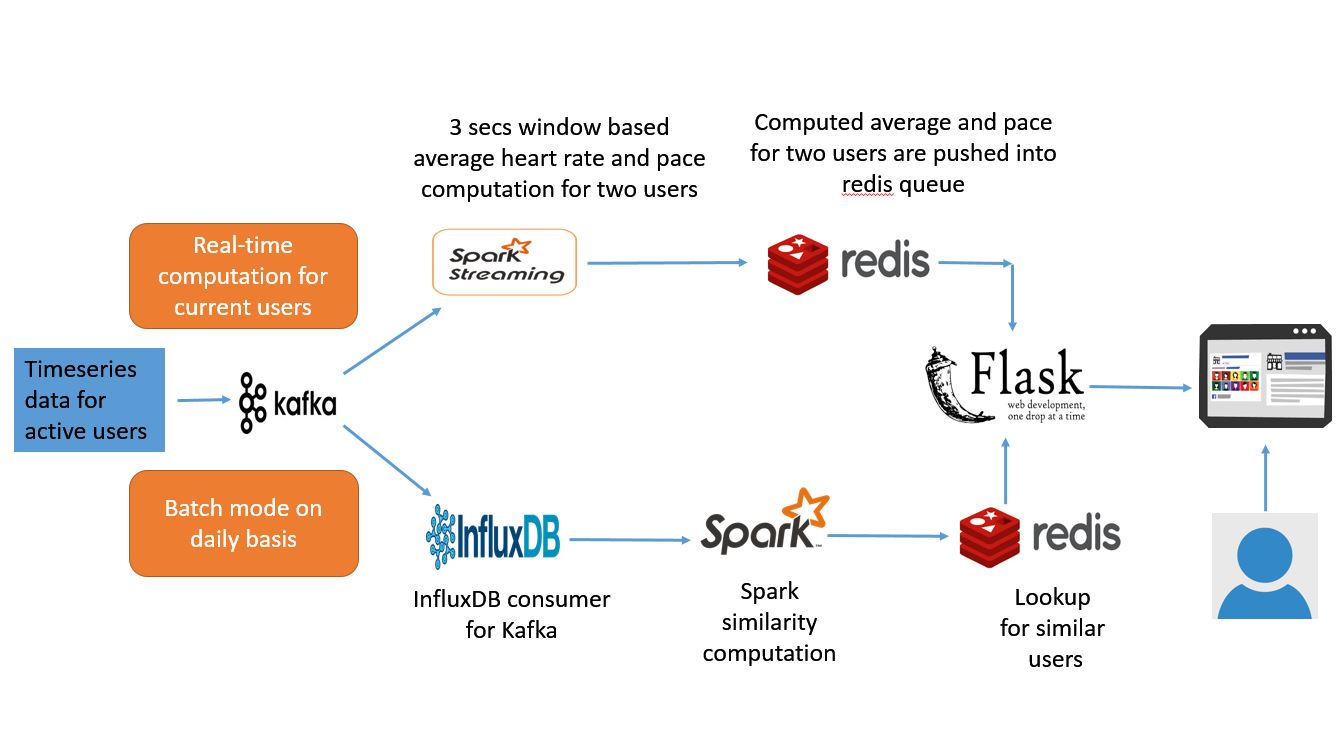 3 secs window based
average heart rate and pace
computation for two users
Computed average and pace
for two users are pushed into
redis queue
Real-time
computation for
current users
Spark
Streaming
redis
Timeseries
data for
active users
kafka
Flask
web development,
one drop at a time
Batch mode on
daily basis
InfluxDB
Spark
redis
InfluxDB consumer
for Kafka
Spark
similarity
computation
Lookup
for similar
users